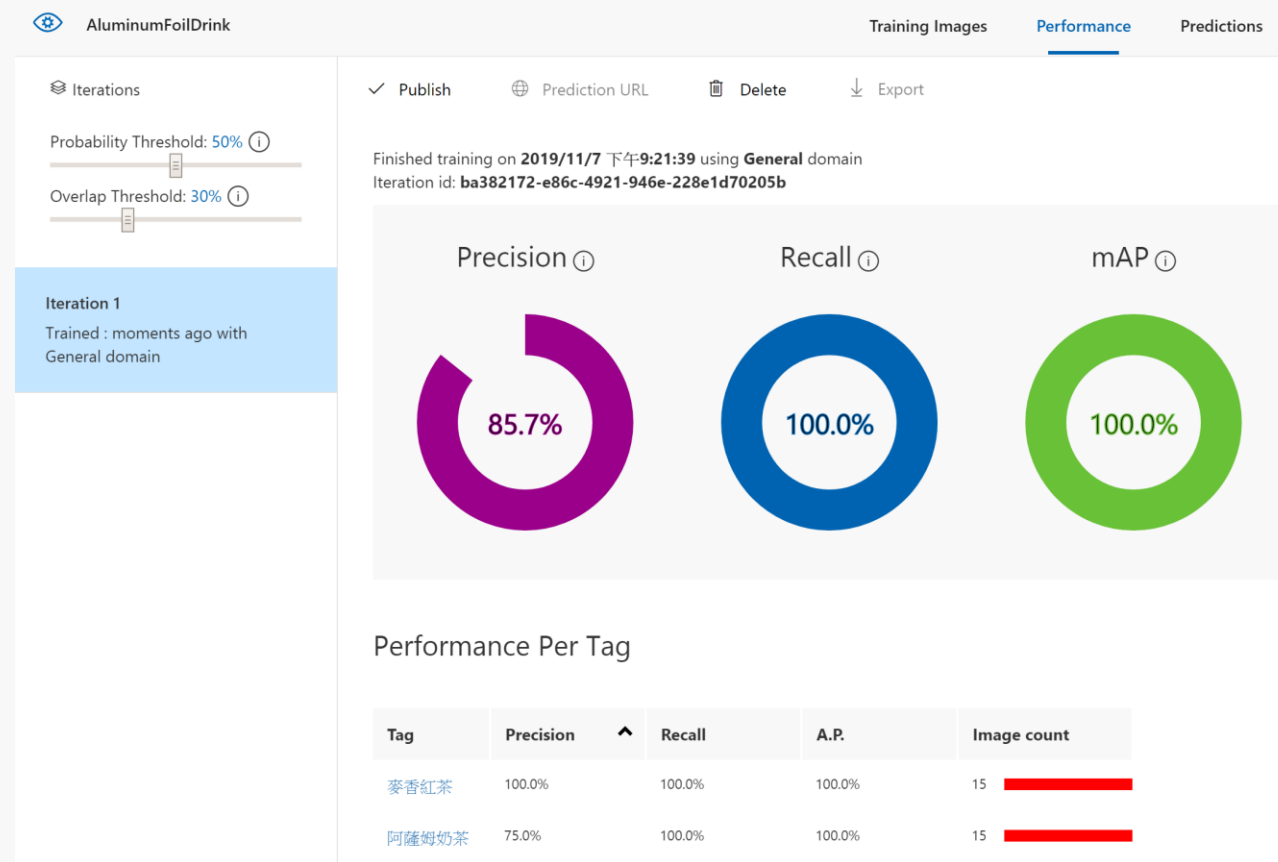 AluminumFoilDrink
Training Images
Performance
Predictions
Iterations
Probability Threshold: 50%
Overlap Threshold: 30%
Iteration 1
Trained : moments ago with
General domain
Publish
Prediction URL
Delete
Export
Finished training on 2019/11/7 下午9:21:39 using General domain
Iteration id: ba382172-e86c-4921-946e-228e1d70205b
Precision
Recall
mAP
85.7%
100.0%
100.0%
Performance Per Tag
Tag Precision Recall A.P. Image count
麥香紅茶 100.0% 100.0% 100.0% 15
阿薩姆奶茶 75.0% 100.0% 100.0% 15